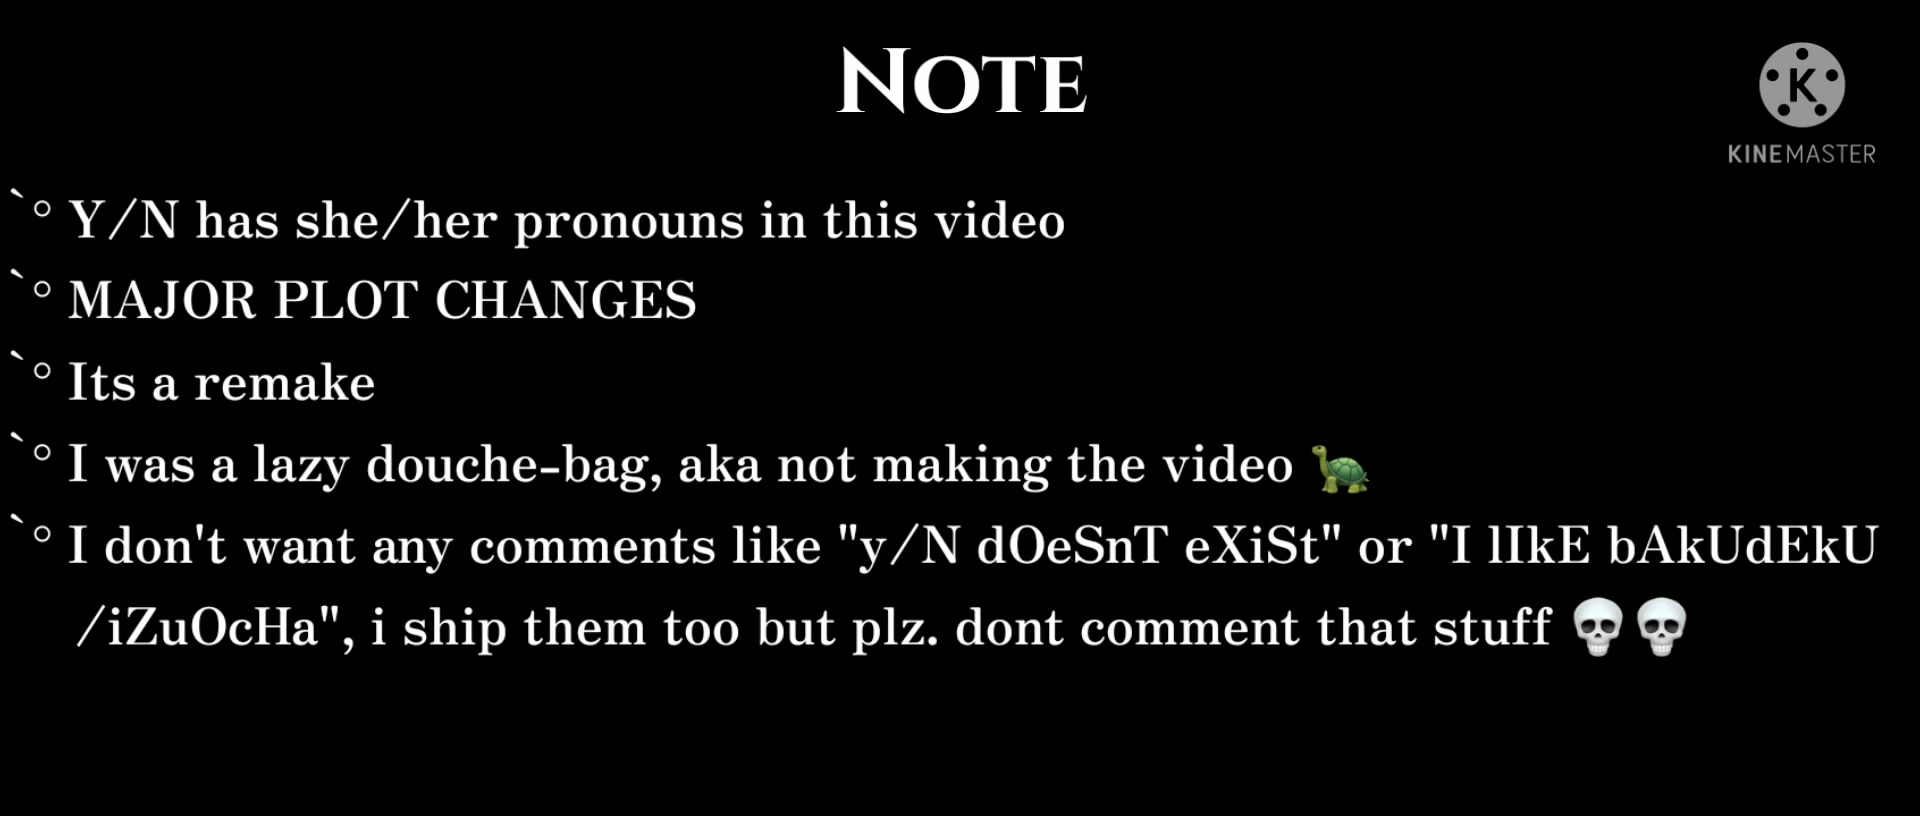 NOTE
K
KINEMASTER
`° Y/N has she/her pronouns in this video
`° MAJOR PLOT CHANGES
`° Its a remake
`° I was a lazy douche-bag, aka not making the video 🐢
`° I don't want any comments like "y/N dOeSnT eXiSt" or "I lIkE bAkUdEkU
/iZuOcHa", i ship them too but plz. dont comment that stuff 💀💀